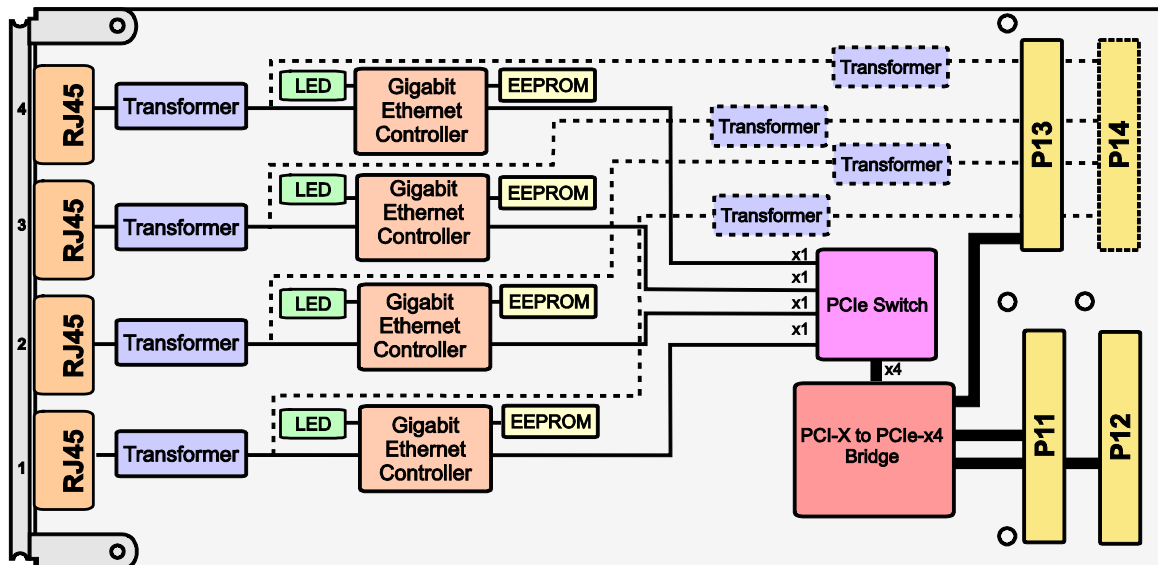 4
RJ45
Transformer
LED
Gigabit
Ethernet
Controller
EEPROM
Transformer
Transformer
Transformer
Transformer
P13
P14
3
RJ45
Transformer
LED
Gigabit
Ethernet
Controller
EEPROM
x1
x1
x1
x1
PCIe Switch
x4
2
RJ45
Transformer
LED
Gigabit
Ethernet
Controller
EEPROM
1
RJ45
Transformer
LED
Gigabit
Ethernet
Controller
EEPROM
PCI-X to PCIe-x4
Bridge
P11
P12